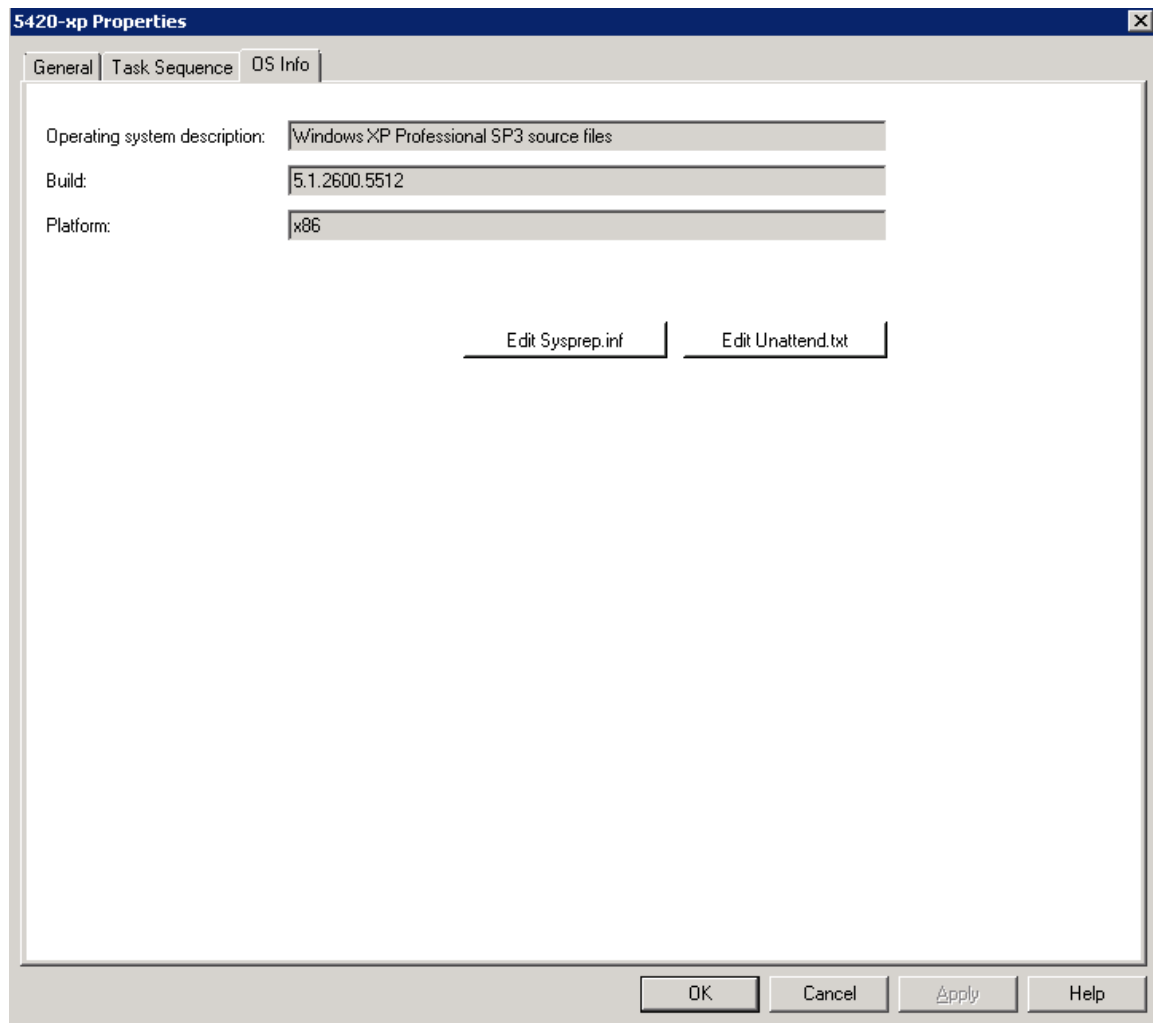 5420-xp Properties
General Task Sequence OS Info
Operating system description: Windows XP Professional SP3 source files
Build: 5.1.2600.5512
Platform: x86
Edit Sysprep.inf Edit Unattend.txt
OK Cancel Apply Help